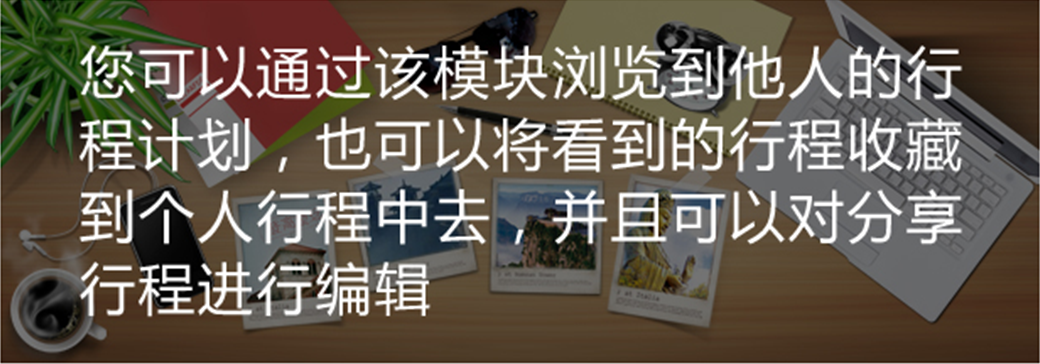 您可以通过该模块浏览到他人的行
程计划，也可以将看到的行程收藏
到个人行程中去，并且可以对分享
行程进行编辑